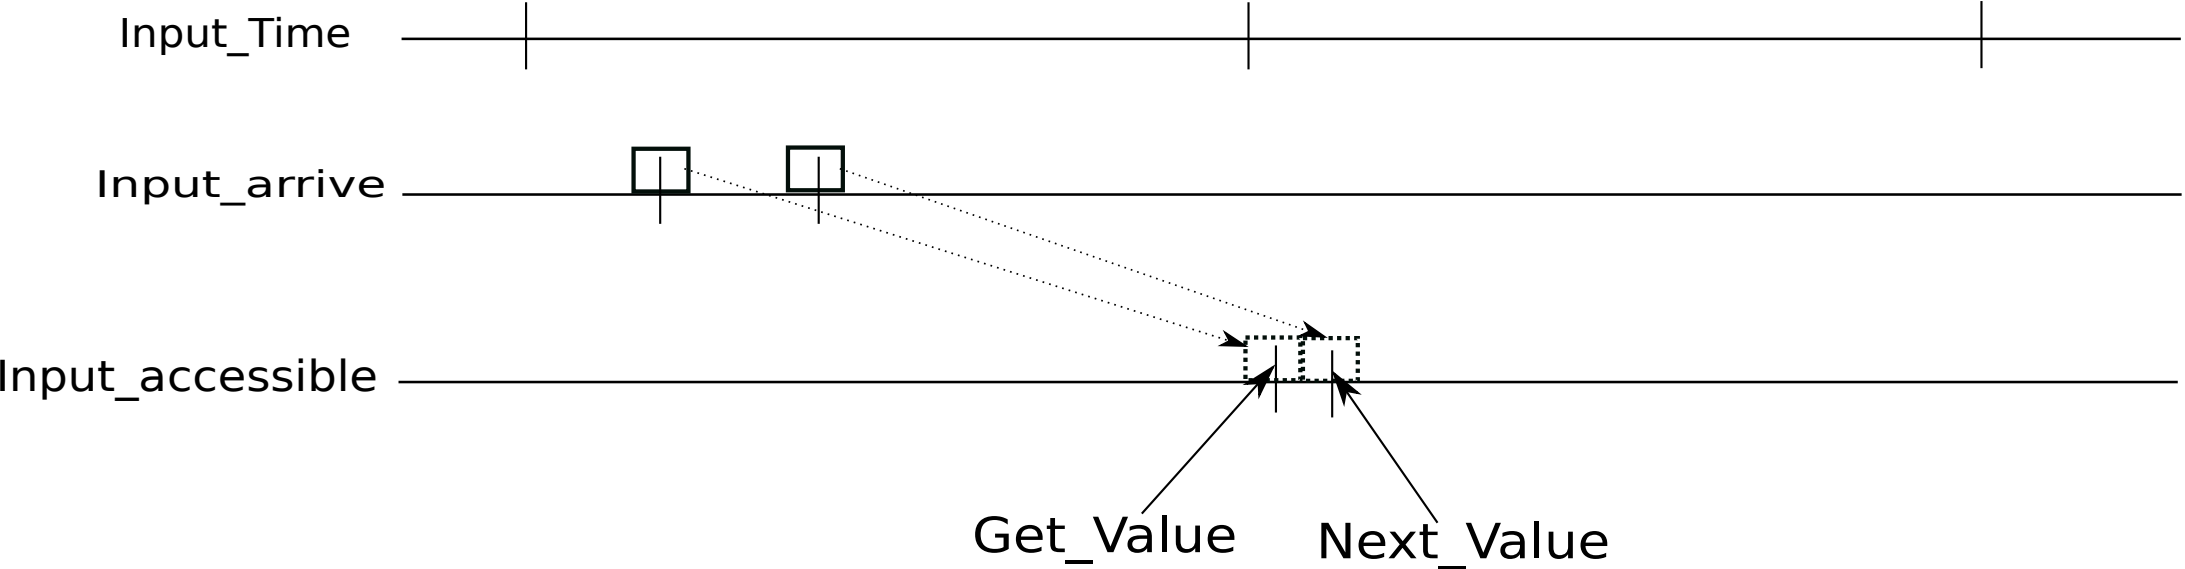 Input_Time
Input_arrive
Input_accessible
Get_Value
Next_Value